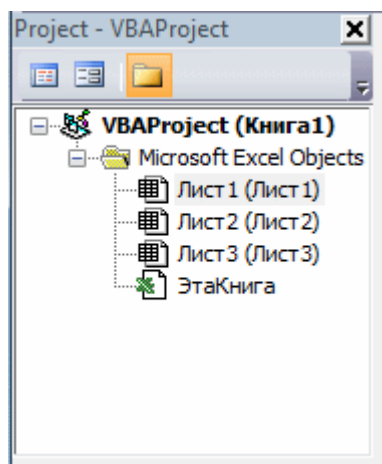 Project - VBAProject
VBAProject (Книга1)
Microsoft Excel Objects
Лист1 (Лист1)
Лист2 (Лист2)
Лист3 (Лист3)
ЭтаКнига